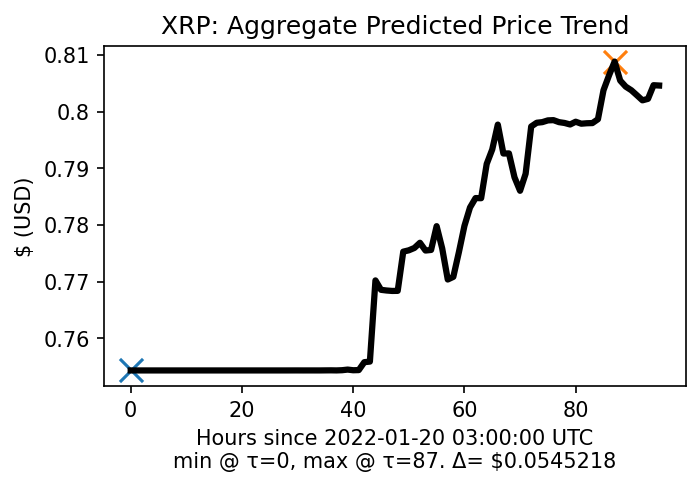 XRP: Aggregate Predicted Price Trend
0.81
0.8
0.79
0.78
0.77
0.76
$ (USD)
0 20 40 60 80
Hours since 2022-01-20 03:00:00 UTC
min @ τ=0, max @ τ=87. Δ= $0.0545218